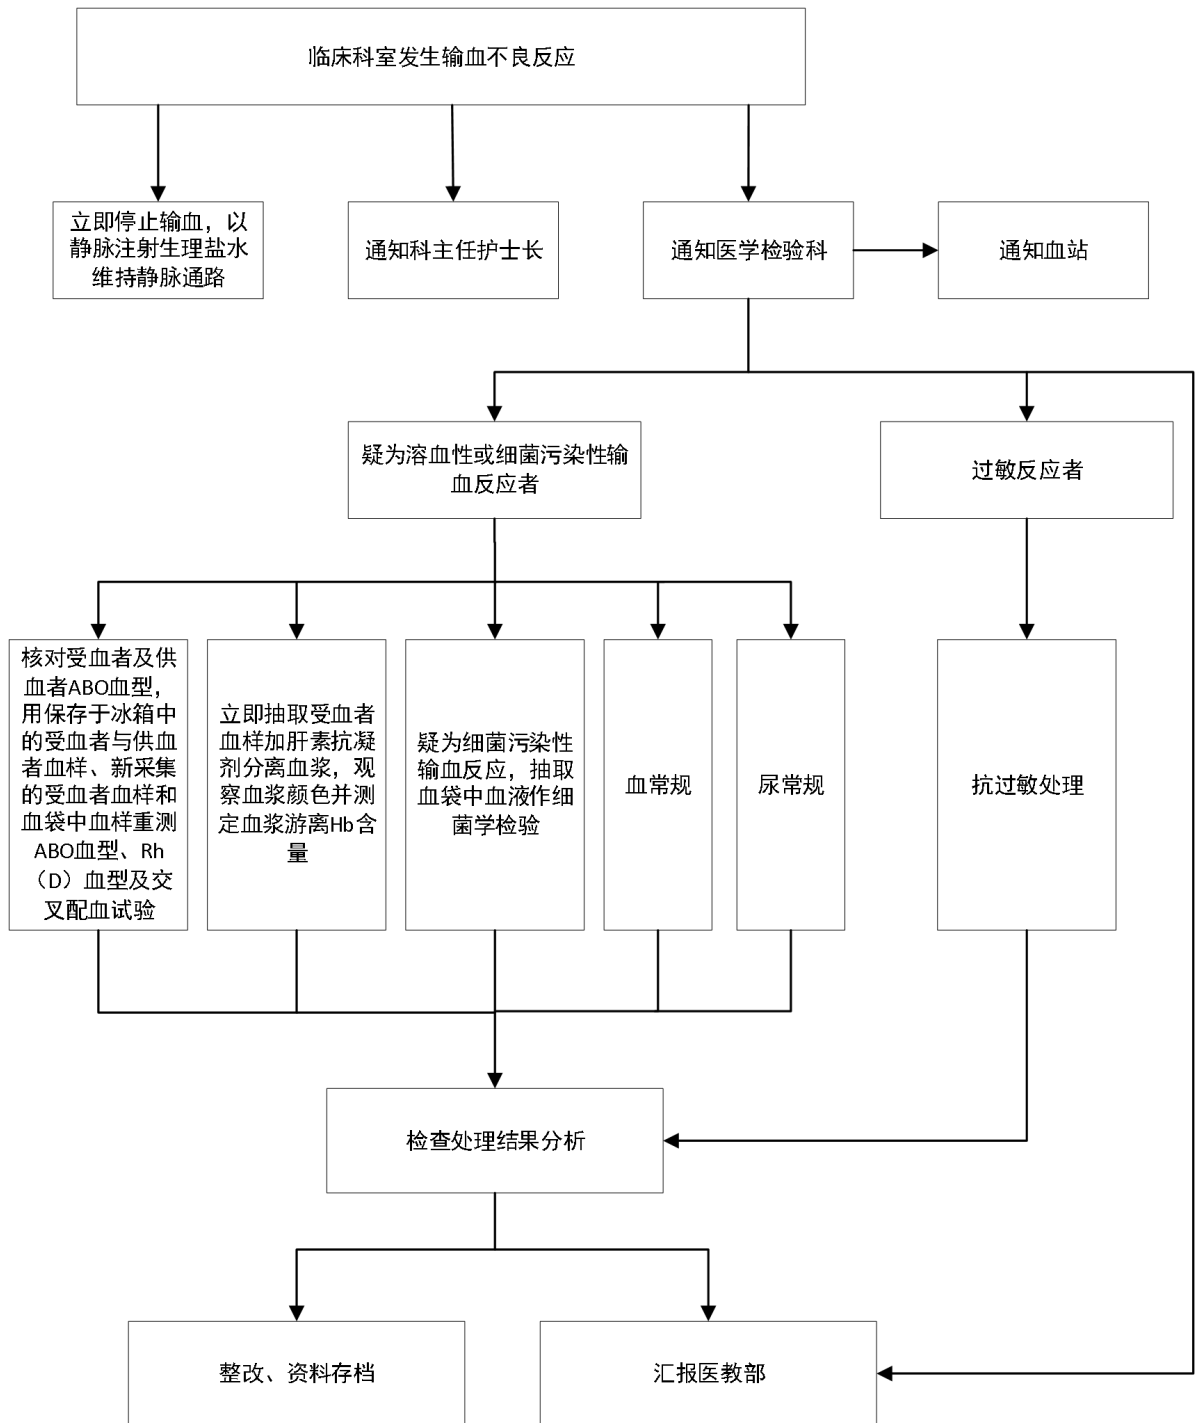 临床科室发生输血不良反应
立即停止输血，以
静脉注射生理盐水
维持静脉通路
通知科主任护士长
通知医学检验科
通知血站
疑为溶血性或细菌污染性输
血反应者
过敏反应者
核对受血者及供
血者ABO血型，
用保存于冰箱中
的受血者与供血
者血样、新采集
的受血者血样和
血袋中血样重测
ABO血型、Rh
（D）血型及交
叉配血试验
立即抽取受血者
血样加肝素抗凝
剂分离血浆，观
察血浆颜色并测
定血浆游离Hb含
量
疑为细菌污染性
输血反应，抽取
血袋中血液作细
菌学检验
血常规
尿常规
抗过敏处理
检查处理结果分析
整改、资料存档
汇报医教部